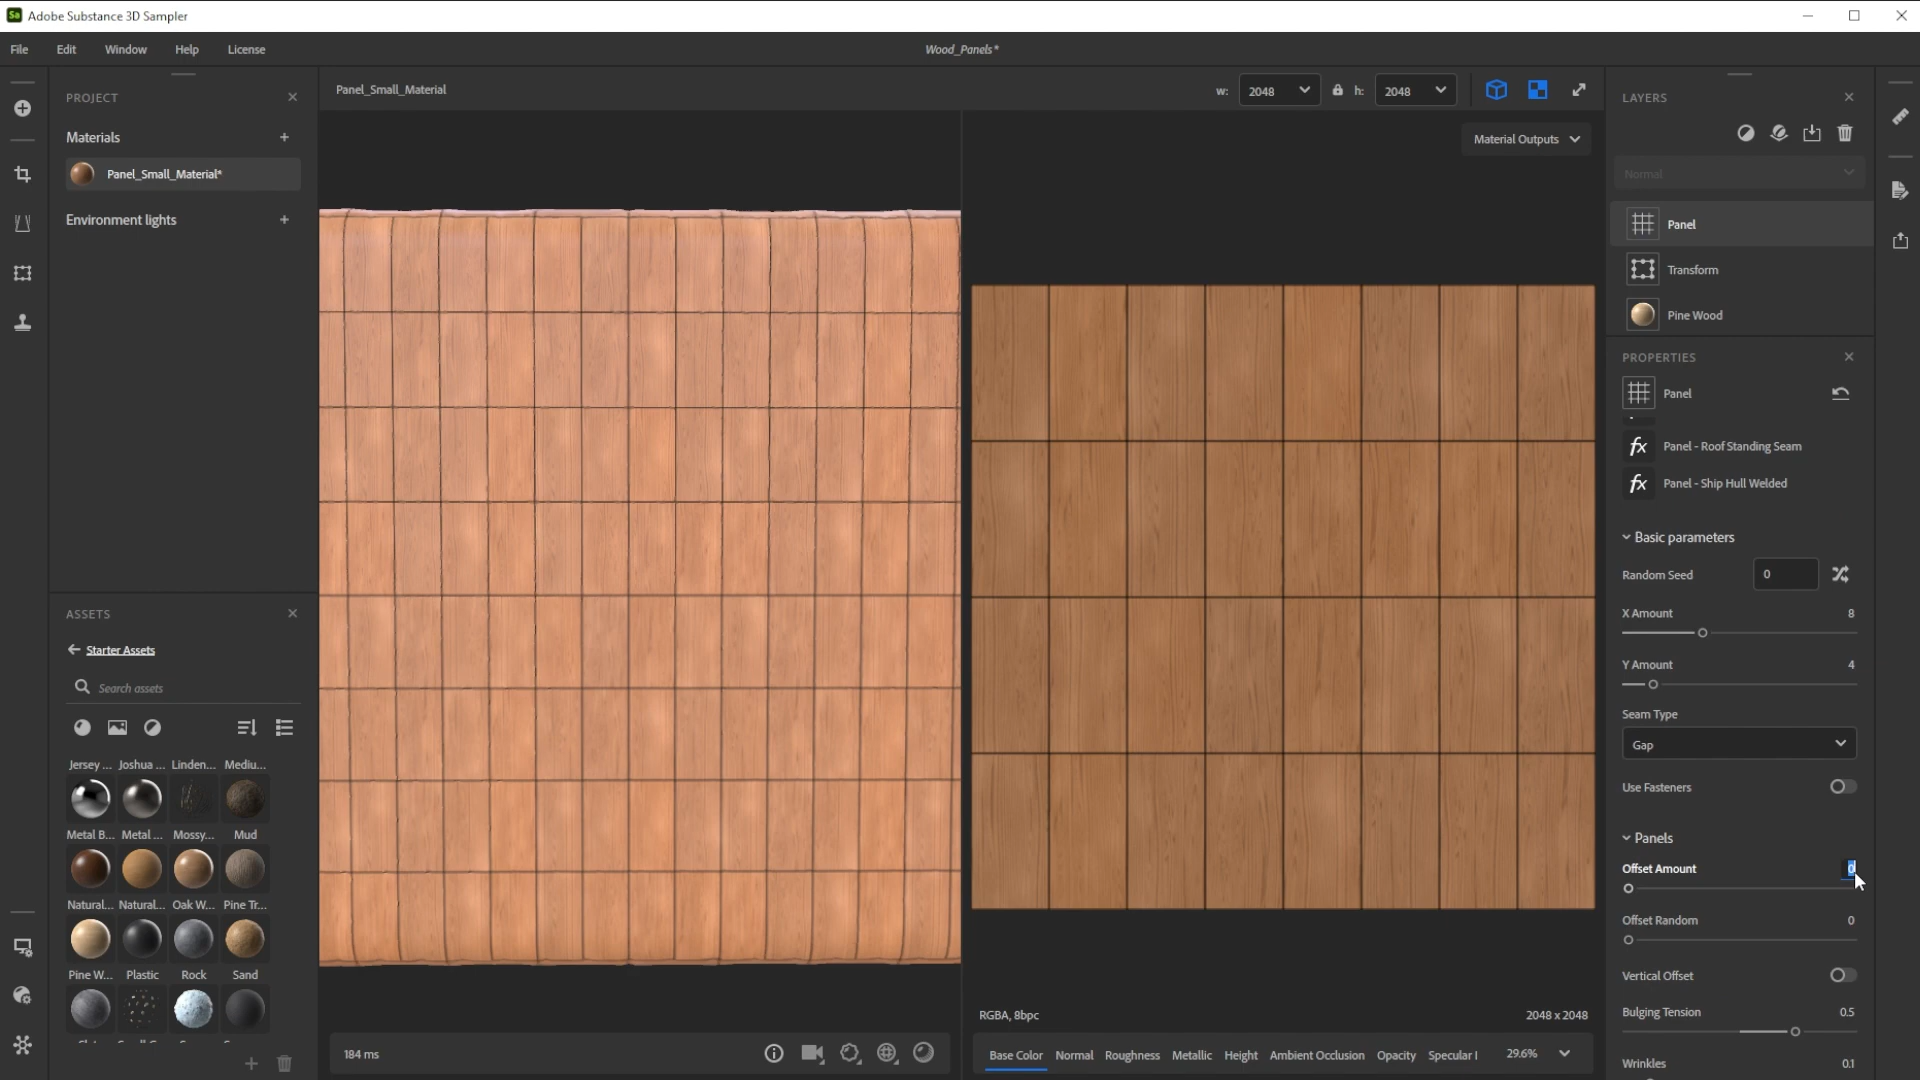 Adobe Substance 3D Sampler
File Edit Window Help License
Wood_Panels*
PROJECT
Materials
Panel_Small_Material*
Environment lights
ASSETS
Starter Assets
Search assets
Jersey ... Joshua ... Linden... Mediu...
Metal B... Metal ... Mossy... Mud
Natural... Natural... Oak W... Pine Tr...
Pine W... Plastic Rock Sand
Panel_Small_Material
w: 2048 h: 2048
Material Outputs
184 ms
RGBA, 8bpc
2048 x 2048
Base Color Normal Roughness Metallic Height Ambient Occlusion Opacity Specular l 29.6%
LAYERS
Normal
Panel
Transform
Pine Wood
PROPERTIES
Panel
Panel - Roof Standing Seam
Panel - Ship Hull Welded
Basic parameters
Random Seed 0
X Amount 8
Y Amount 4
Seam Type
Gap
Use Fasteners
Panels
Offset Amount 0
Offset Random 0
Vertical Offset
Bulging Tension 0.5
Wrinkles 0.1